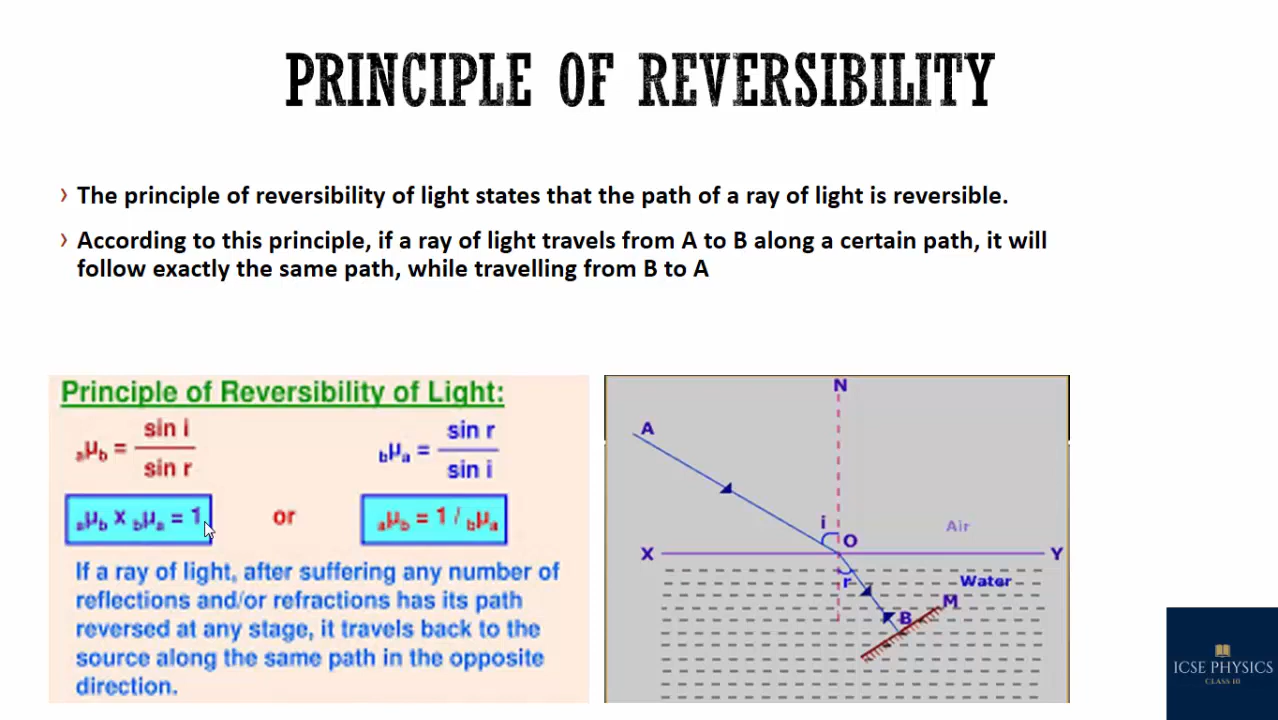 PRINCIPLE OF REVERSIBILITY
› The principle of reversibility of light states that the path of a ray of light is reversible.
› According to this principle, if a ray of light travels from A to B along a certain path, it will
follow exactly the same path, while travelling from B to A
Principle of Reversibility of Light:
aμb = sin i / sin r
bμa = sin r / sin i
aμb x bμa = 1
or
aμb = 1 / bμa
If a ray of light, after suffering any number of
reflections and/or refractions has its path
reversed at any stage, it travels back to the
source along the same path in the opposite
direction.
N
A
i
O
Air
X
Y
r
Water
M
B
ICSE PHYSICS
CLASS 10